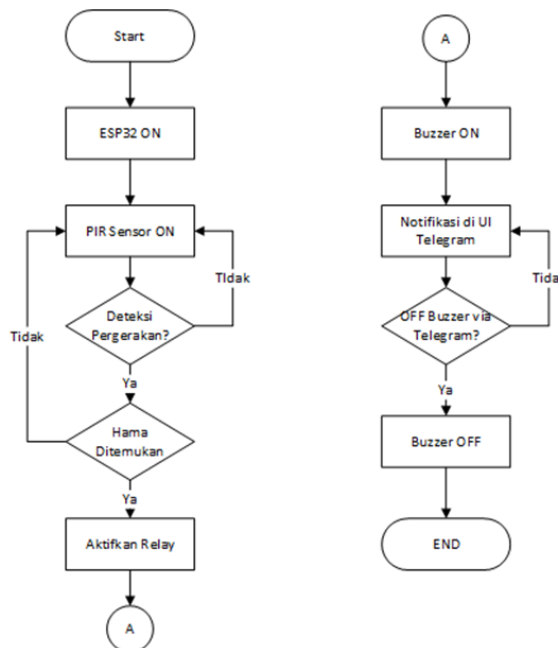 Start
ESP32 ON
PIR Sensor ON
TIdak
Deteksi
Pergerakan?
Tidak
Ya
Hama
Ditemukan
Ya
Aktifkan Relay
A
A
Buzzer ON
Notifikasi di UI
Telegram
Tida
OFF Buzzer via
Telegram?
Ya
Buzzer OFF
END